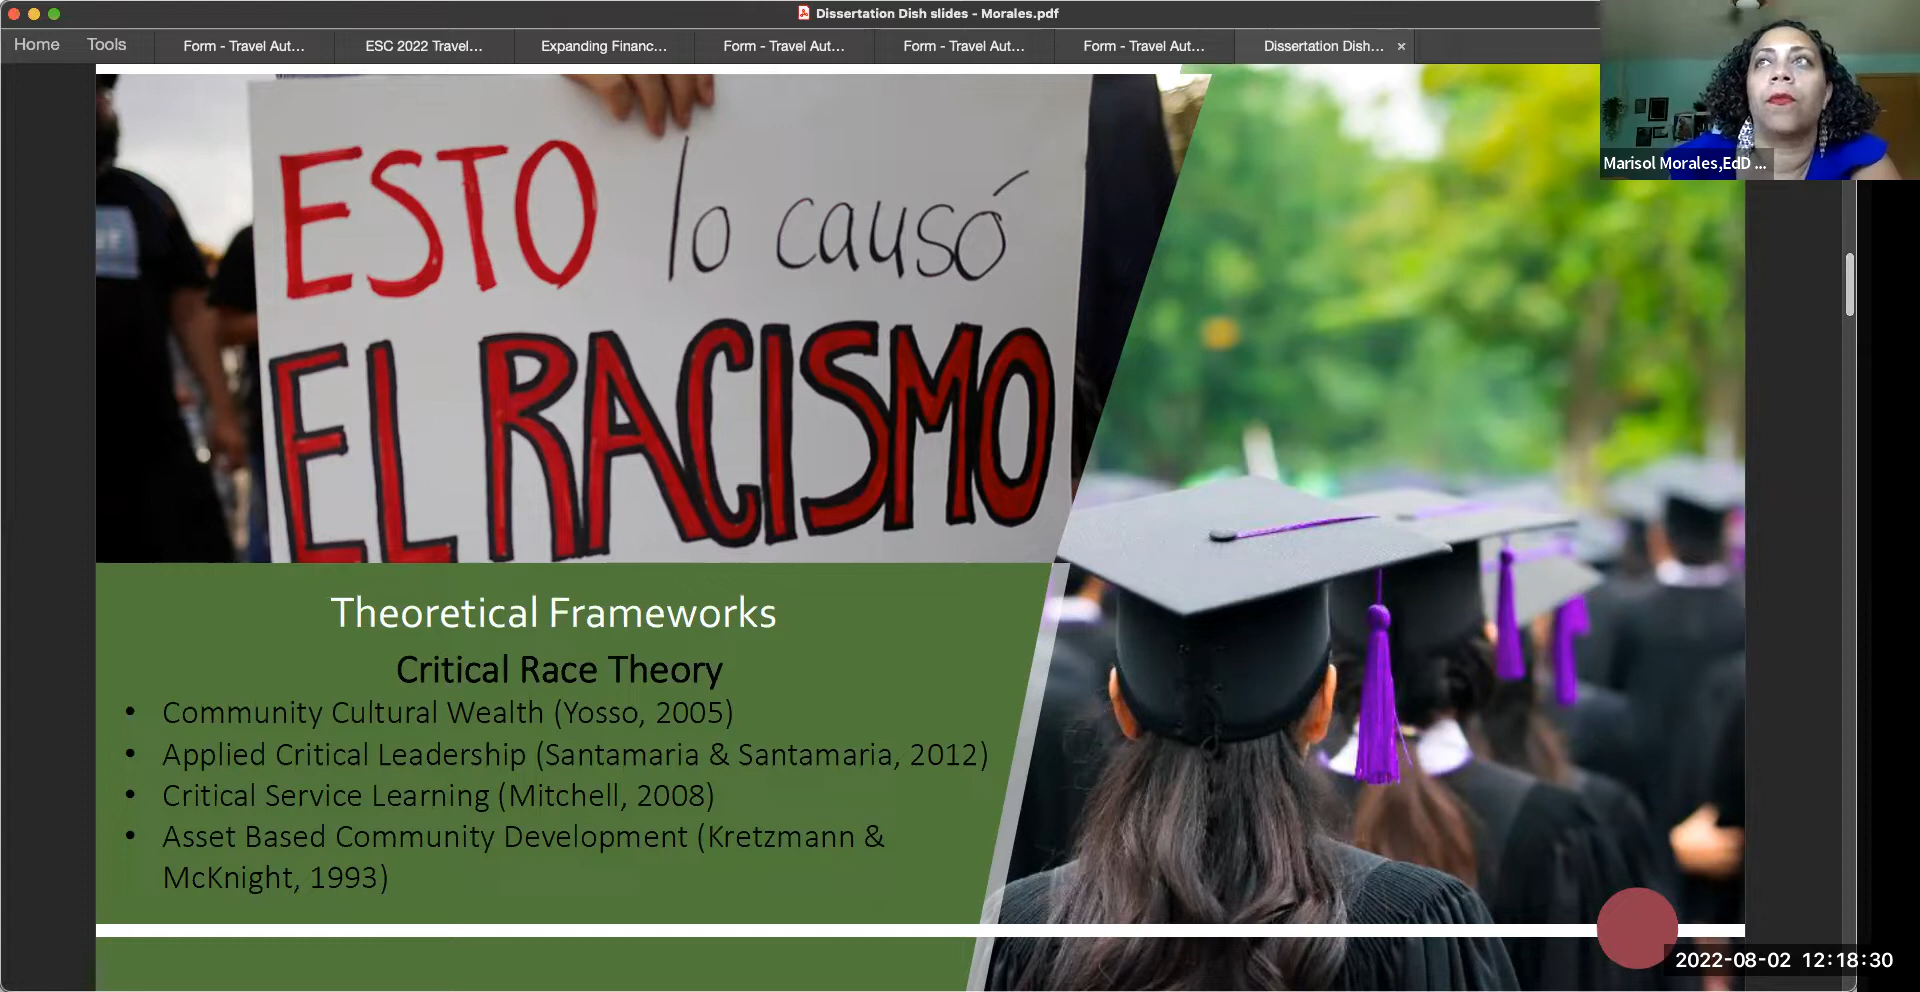 Dissertation Dish slides - Morales.pdf
Home
Tools
Form - Travel Aut...
ESC 2022 Travel...
Expanding Financ...
Form - Travel Aut...
Form - Travel Aut...
Form - Travel Aut...
Dissertation Dish...
×
Marisol Morales,EdD ...
ESTO lo causó
EL RACISMO
Theoretical Frameworks
Critical Race Theory
• Community Cultural Wealth (Yosso, 2005)
• Applied Critical Leadership (Santamaria & Santamaria, 2012)
• Critical Service Learning (Mitchell, 2008)
• Asset Based Community Development (Kretzmann &
McKnight, 1993)
2022-08-02 12:18:30